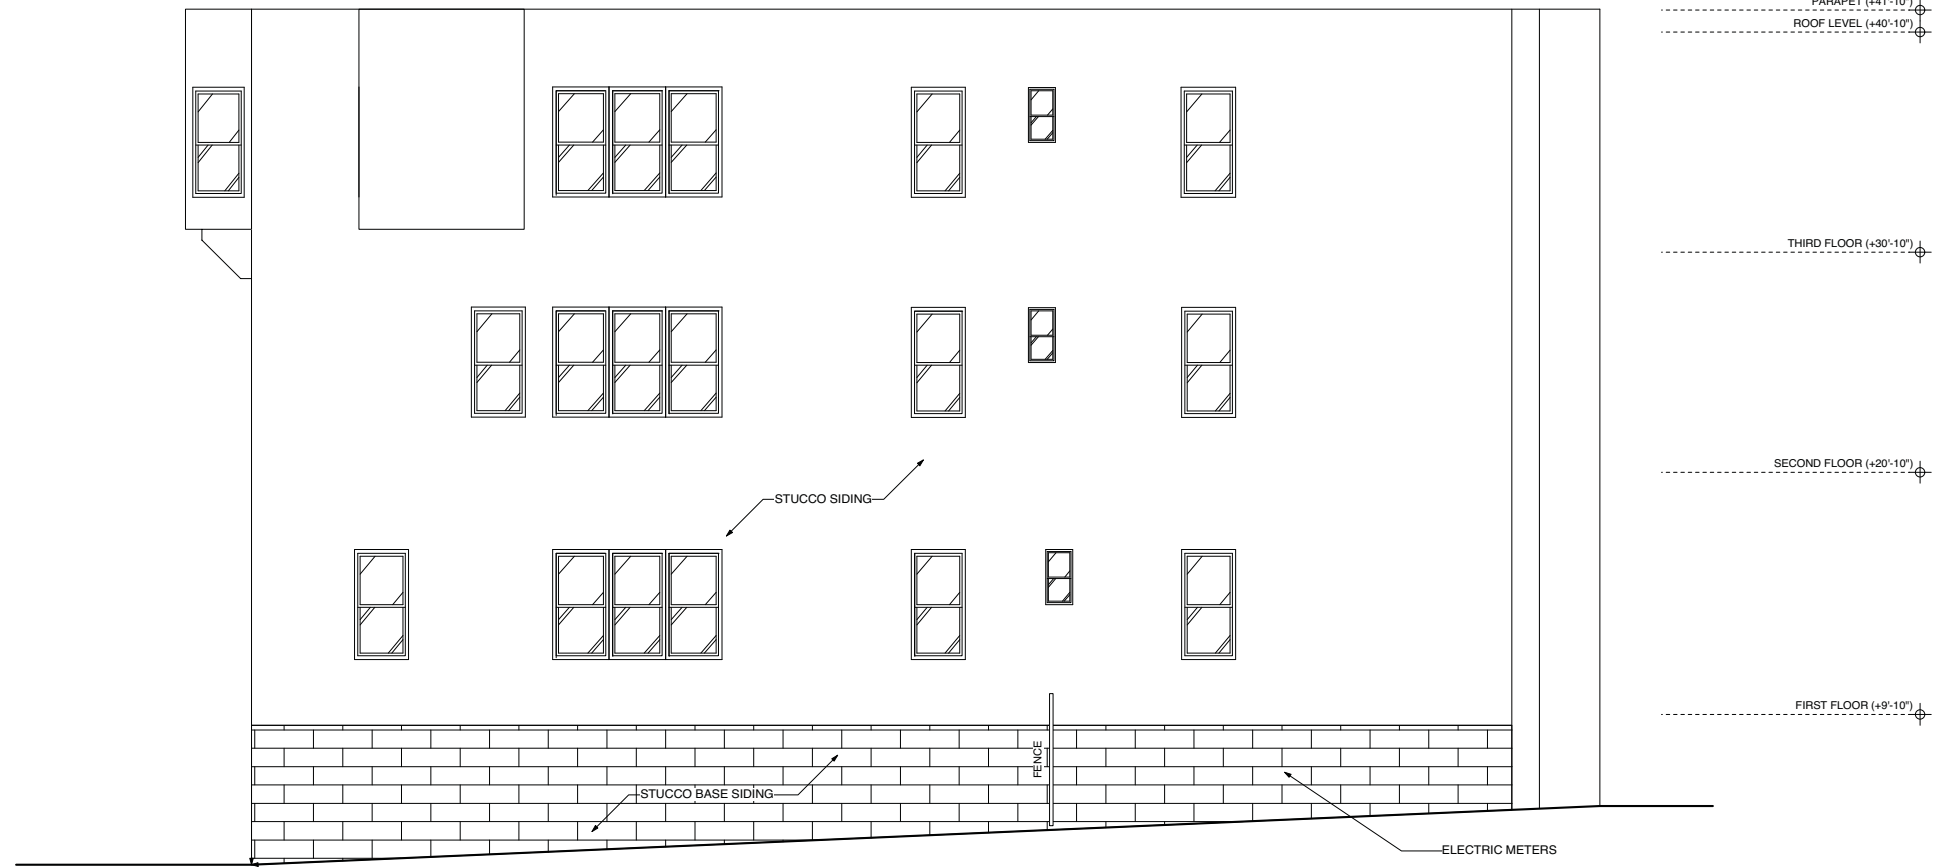 PARAPET (+41'-10")
ROOF LEVEL (+40'-10")
THIRD FLOOR (+30'-10")
SECOND FLOOR (+20'-10")
STUCCO SIDING
FIRST FLOOR (+9'-10")
FENCE
STUCCO BASE SIDING
ELECTRIC METERS